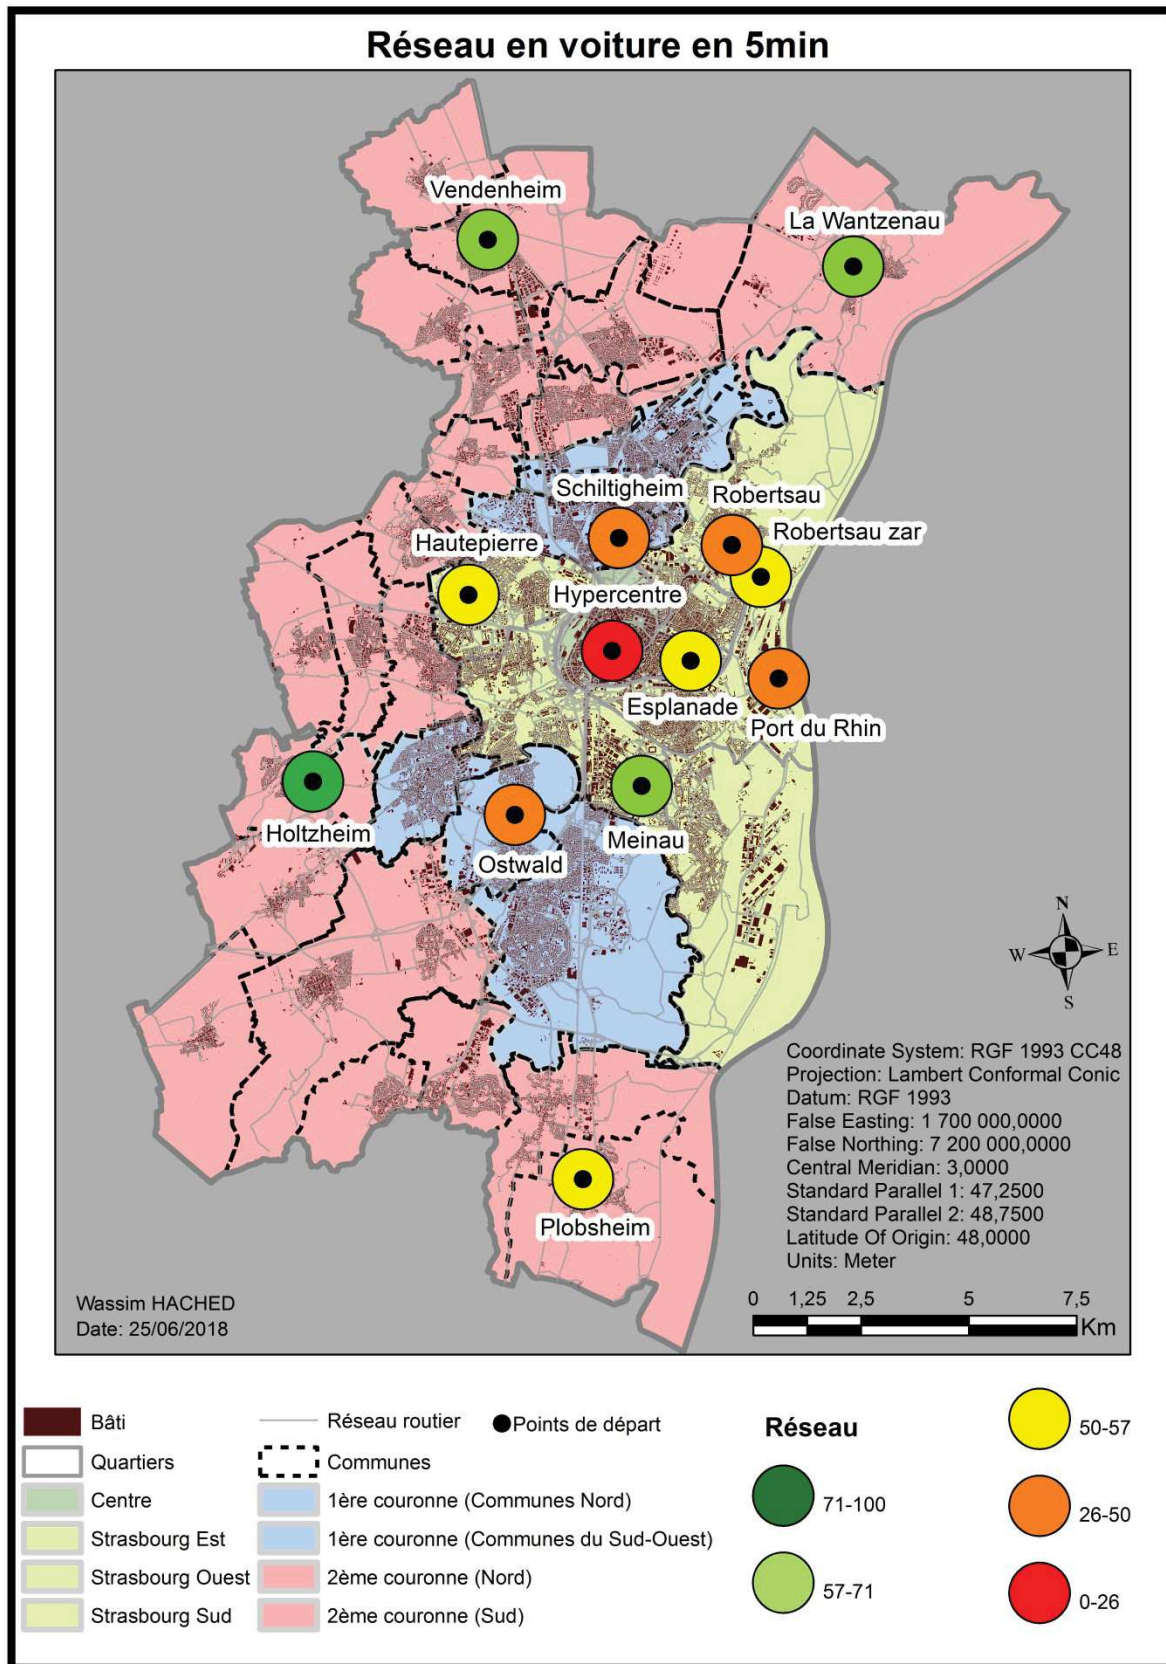 Réseau en voiture en 5min
Vendenheim
La Wantzenau
Schiltigheim
Robertsau
Hautepierre
Robertsau zar
Hypercentre
Esplanade
Port du Rhin
Holtzheim
Ostwald
Meinau
Plobsheim
N
W
E
S
Coordinate System: RGF 1993 CC48
Projection: Lambert Conformal Conic
Datum: RGF 1993
False Easting: 1 700 000,0000
False Northing: 7 200 000,0000
Central Meridian: 3,0000
Standard Parallel 1: 47,2500
Standard Parallel 2: 48,7500
Latitude Of Origin: 48,0000
Units: Meter
Wassim HACHED
Date: 25/06/2018
0 1,25 2,5 5 7,5
Km
Bâti
Quartiers
Centre
Strasbourg Est
Strasbourg Ouest
Strasbourg Sud
Réseau routier
Points de départ
Communes
1ère couronne (Communes Nord)
1ère couronne (Communes du Sud-Ouest)
2ème couronne (Nord)
2ème couronne (Sud)
Réseau
71-100
57-71
50-57
26-50
0-26